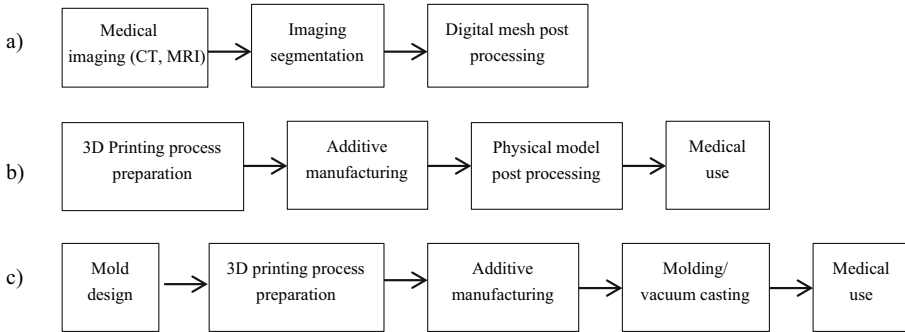 a)
Medical
imaging (CT, MRI)
Imaging
segmentation
Digital mesh post
processing
b)
3D Printing process
preparation
Additive
manufacturing
Physical model
post processing
Medical
use
c)
Mold
design
3D printing process
preparation
Additive
manufacturing
Molding/
vacuum casting
Medical
use